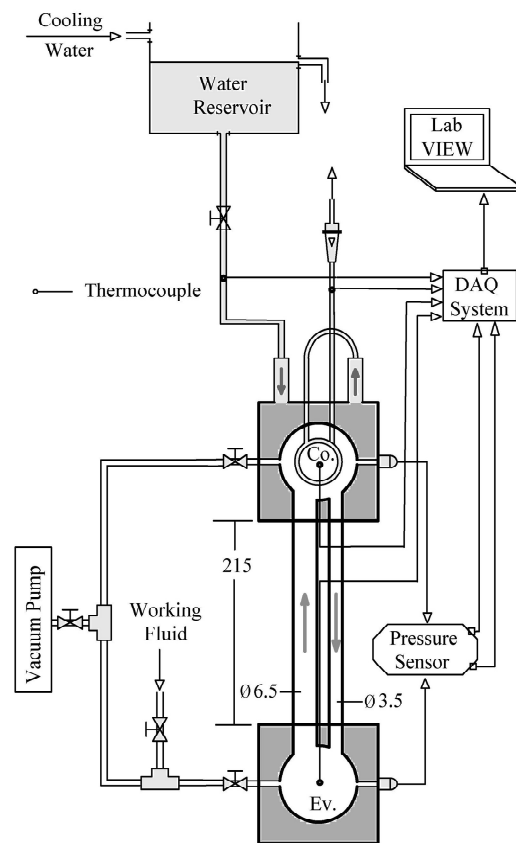 Cooling
Water
Water
Reservoir
Lab
VIEW
Thermocouple
DAQ
System
Co.
215
Vacuum Pump
Working
Fluid
Pressure
Sensor
Ø6.5
Ø3.5
Ev.